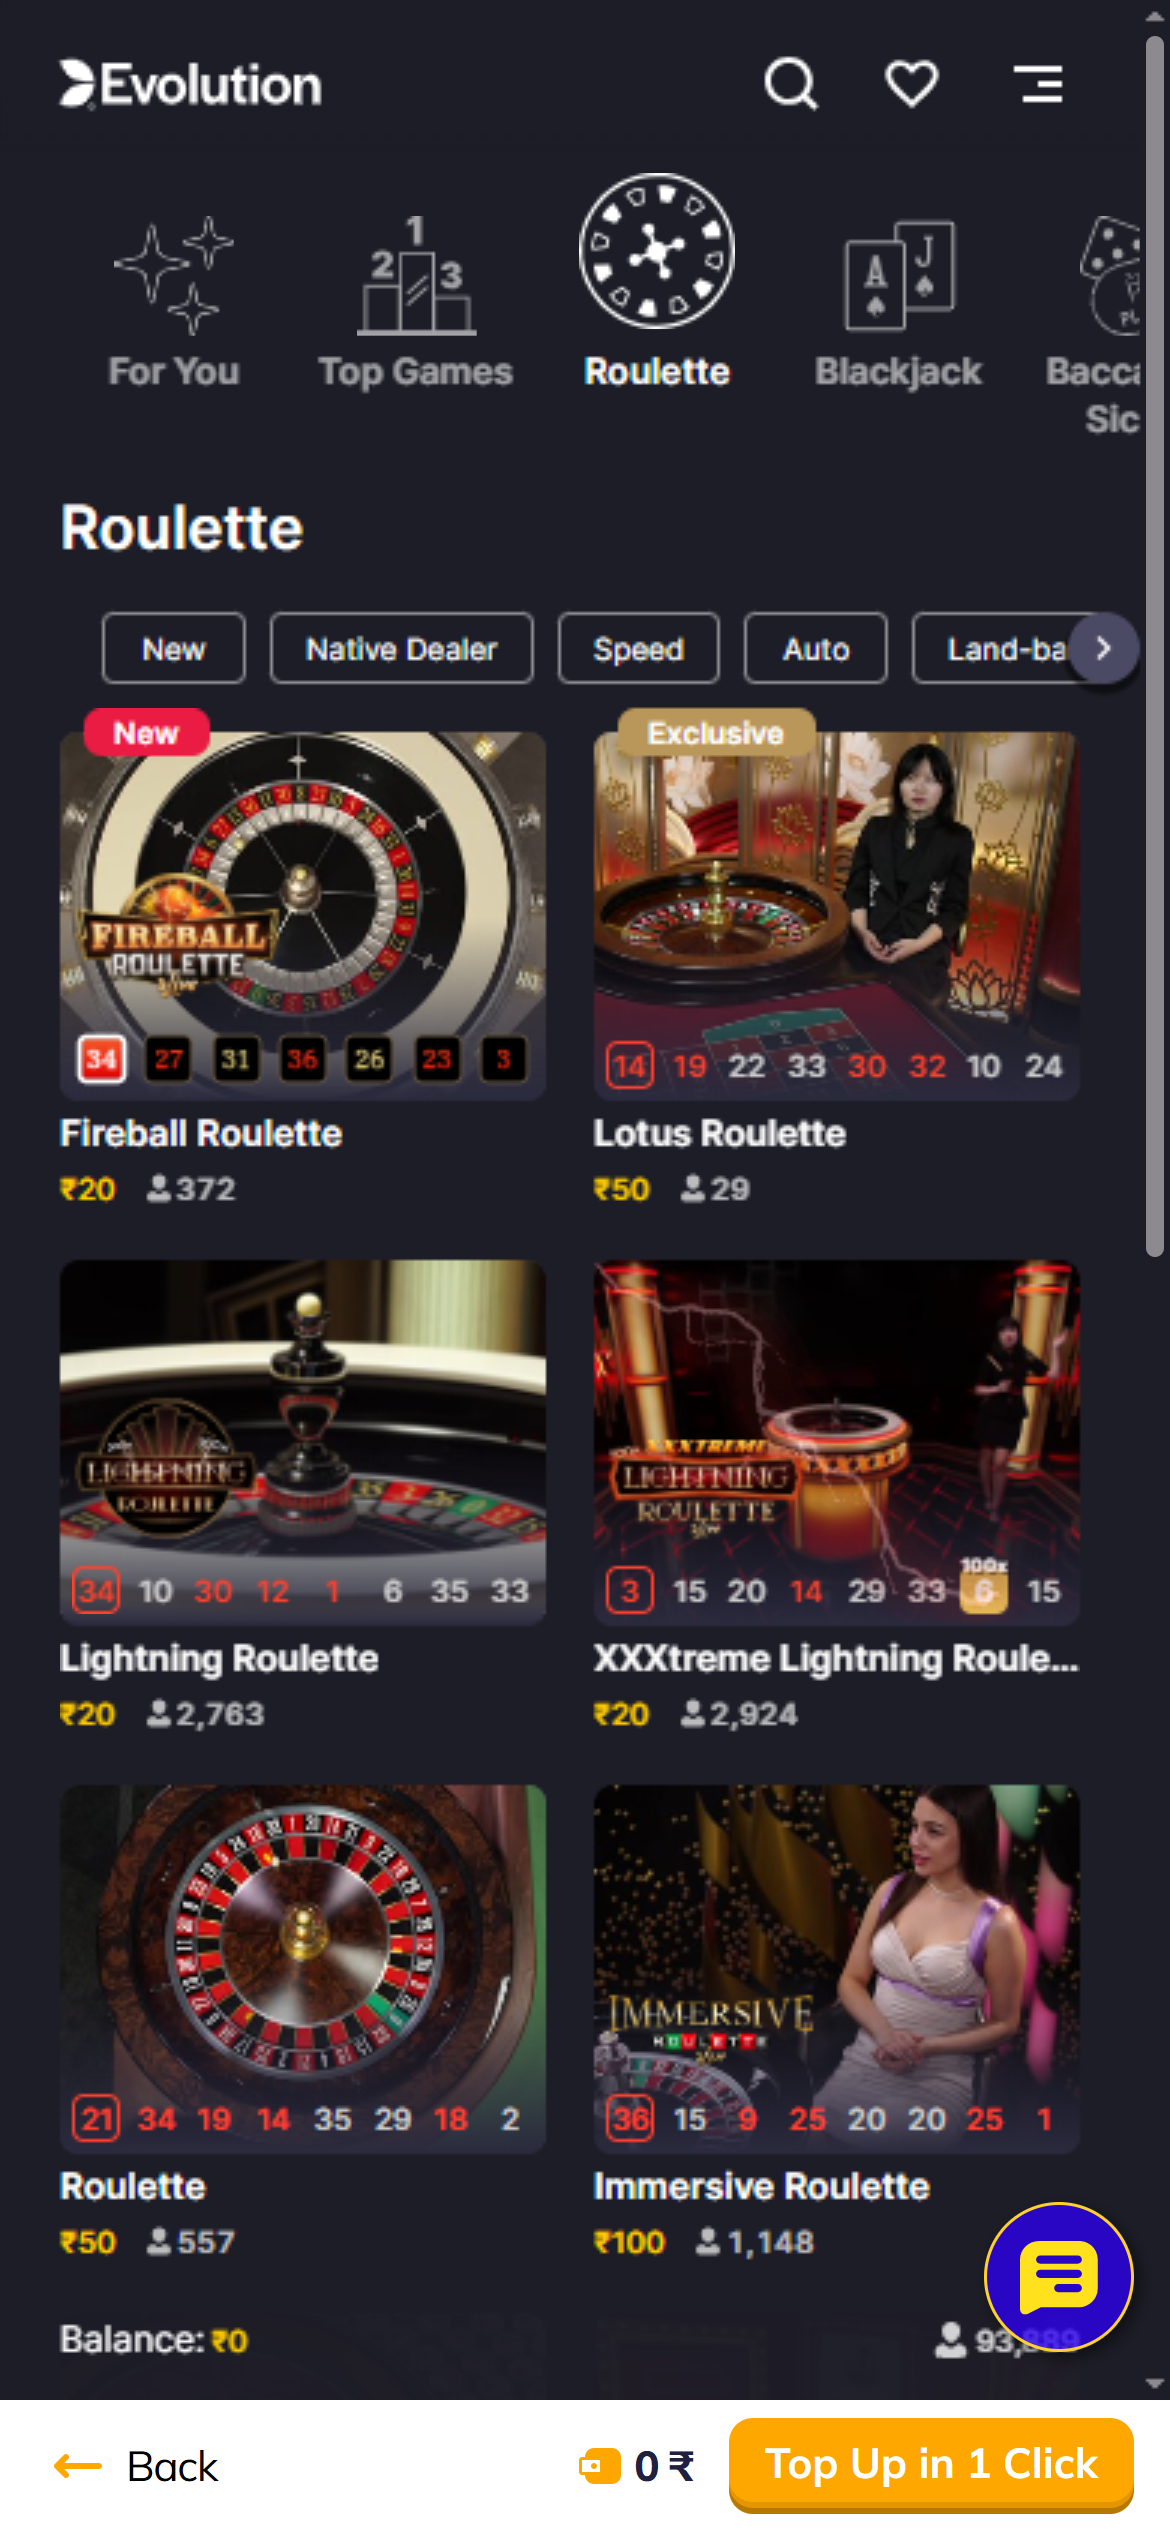 Evolution
For You
Top Games
Roulette
Blackjack
Roulette
New
Native Dealer
Speed
Auto
New
Exclusive
FIREBALL
ROULETTE
34 27 31 36 26 23 3
14 19 22 33 30 32 10 24
Fireball Roulette
Lotus Roulette
₹20 372
₹50 29
LIGHTNING
ROULETTE
XXXTREME
LIGHTNING
ROULETTE
34 10 30 12 1 6 35 33
100x
3 15 20 14 29 33 6 15
Lightning Roulette
XXXtreme Lightning Roule...
₹20 2,763
₹20 2,924
IMMERSIVE
ROULETTE
21 34 19 14 35 29 18 2
36 15 9 25 20 20 25 1
Roulette
Immersive Roulette
₹50 557
₹100 1,148
Balance: ₹0
93,889
Back
0 ₹
Top Up in 1 Click